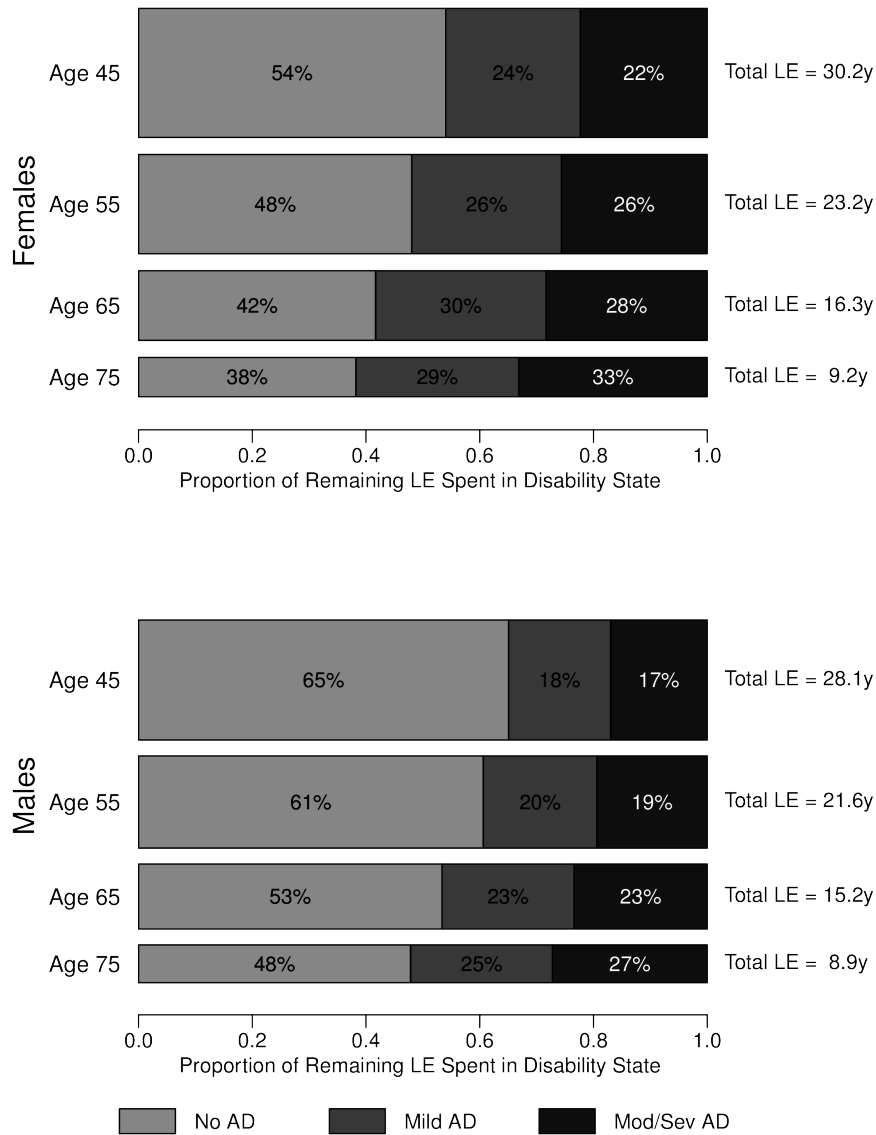 Females
Age 45 54% 24% 22% Total LE = 30.2y
Age 55 48% 26% 26% Total LE = 23.2y
Age 65 42% 30% 28% Total LE = 16.3y
Age 75 38% 29% 33% Total LE = 9.2y
0.0 0.2 0.4 0.6 0.8 1.0
Proportion of Remaining LE Spent in Disability State
Males
Age 45 65% 18% 17% Total LE = 28.1y
Age 55 61% 20% 19% Total LE = 21.6y
Age 65 53% 23% 23% Total LE = 15.2y
Age 75 48% 25% 27% Total LE = 8.9y
0.0 0.2 0.4 0.6 0.8 1.0
Proportion of Remaining LE Spent in Disability State
No AD Mild AD Mod/Sev AD